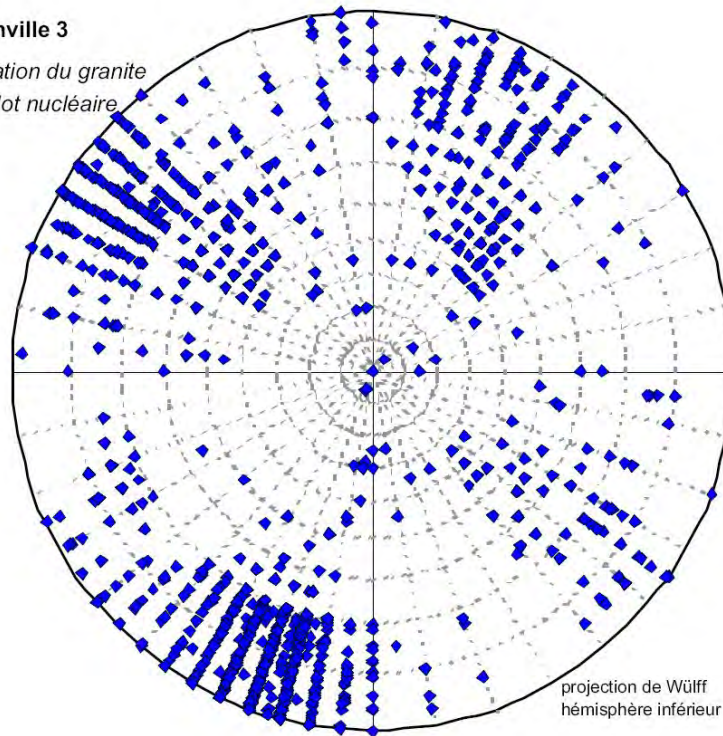 nville 3
ation du granite
lot nucléaire
projection de Wülff
hémisphère inférieur